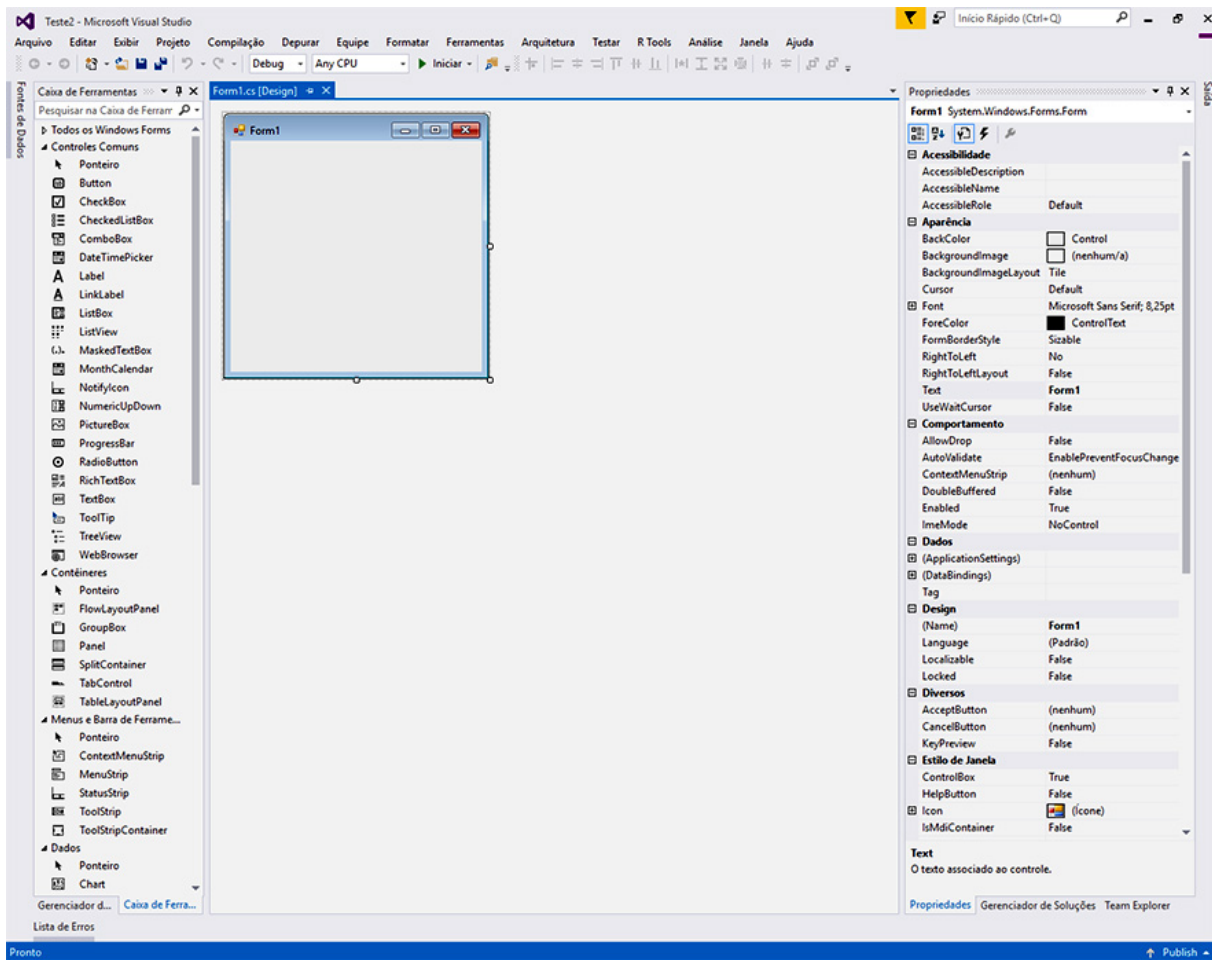 Teste2 - Microsoft Visual Studio
Início Rápido (Ctrl+Q)
Arquivo Editar Exibir Projeto Compilação Depurar Equipe Formatar Ferramentas Arquitetura Testar R Tools Análise Janela Ajuda
Debug Any CPU Iniciar
Fontes de Dados
Caixa de Ferramentas
Pesquisar na Caixa de Ferrar
Todos os Windows Forms
Controles Comuns
Ponteiro
Button
CheckBox
CheckedListBox
ComboBox
DateTimePicker
Label
LinkLabel
ListBox
ListView
MaskedTextBox
MonthCalendar
NotifyIcon
NumericUpDown
PictureBox
ProgressBar
RadioButton
RichTextBox
TextBox
ToolTip
TreeView
WebBrowser
Contêineres
Ponteiro
FlowLayoutPanel
GroupBox
Panel
SplitContainer
TabControl
TableLayoutPanel
Menus e Barra de Ferrame...
Ponteiro
ContextMenuStrip
MenuStrip
StatusStrip
ToolStrip
ToolStripContainer
Dados
Ponteiro
Chart
Gerenciador d... Caixa de Ferra...
Lista de Erros
Form1.cs [Design]
Form1
Propriedades
Form1 System.Windows.Forms.Form
Acessibilidade
AccessibleDescription
AccessibleName
AccessibleRole Default
Aparência
BackColor Control
BackgroundImage (nenhum/a)
BackgroundImageLayout Tile
Cursor Default
Font Microsoft Sans Serif; 8,25pt
ForeColor ControlText
FormBorderStyle Sizable
RightToLeft No
RightToLeftLayout False
Text Form1
UseWaitCursor False
Comportamento
AllowDrop False
AutoValidate EnablePreventFocusChange
ContextMenuStrip (nenhum)
DoubleBuffered False
Enabled True
ImeMode NoControl
Dados
(ApplicationSettings)
(DataBindings)
Tag
Design
(Name) Form1
Language (Padrão)
Localizable False
Locked False
Diversos
AcceptButton (nenhum)
CancelButton (nenhum)
KeyPreview False
Estilo de Janela
ControlBox True
HelpButton False
Icon (Ícone)
IsMdiContainer False
Text
O texto associado ao controle.
Propriedades Gerenciador de Soluções Team Explorer
Saída
Pronto
Publish